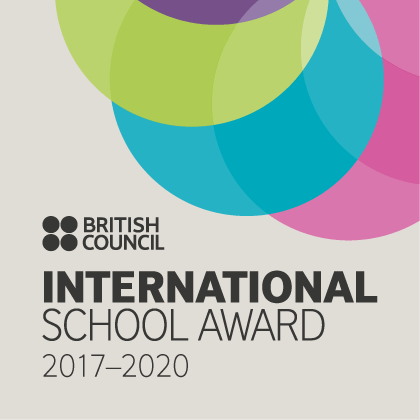 BRITISH
COUNCIL
INTERNATIONAL
SCHOOL AWARD
2017–2020